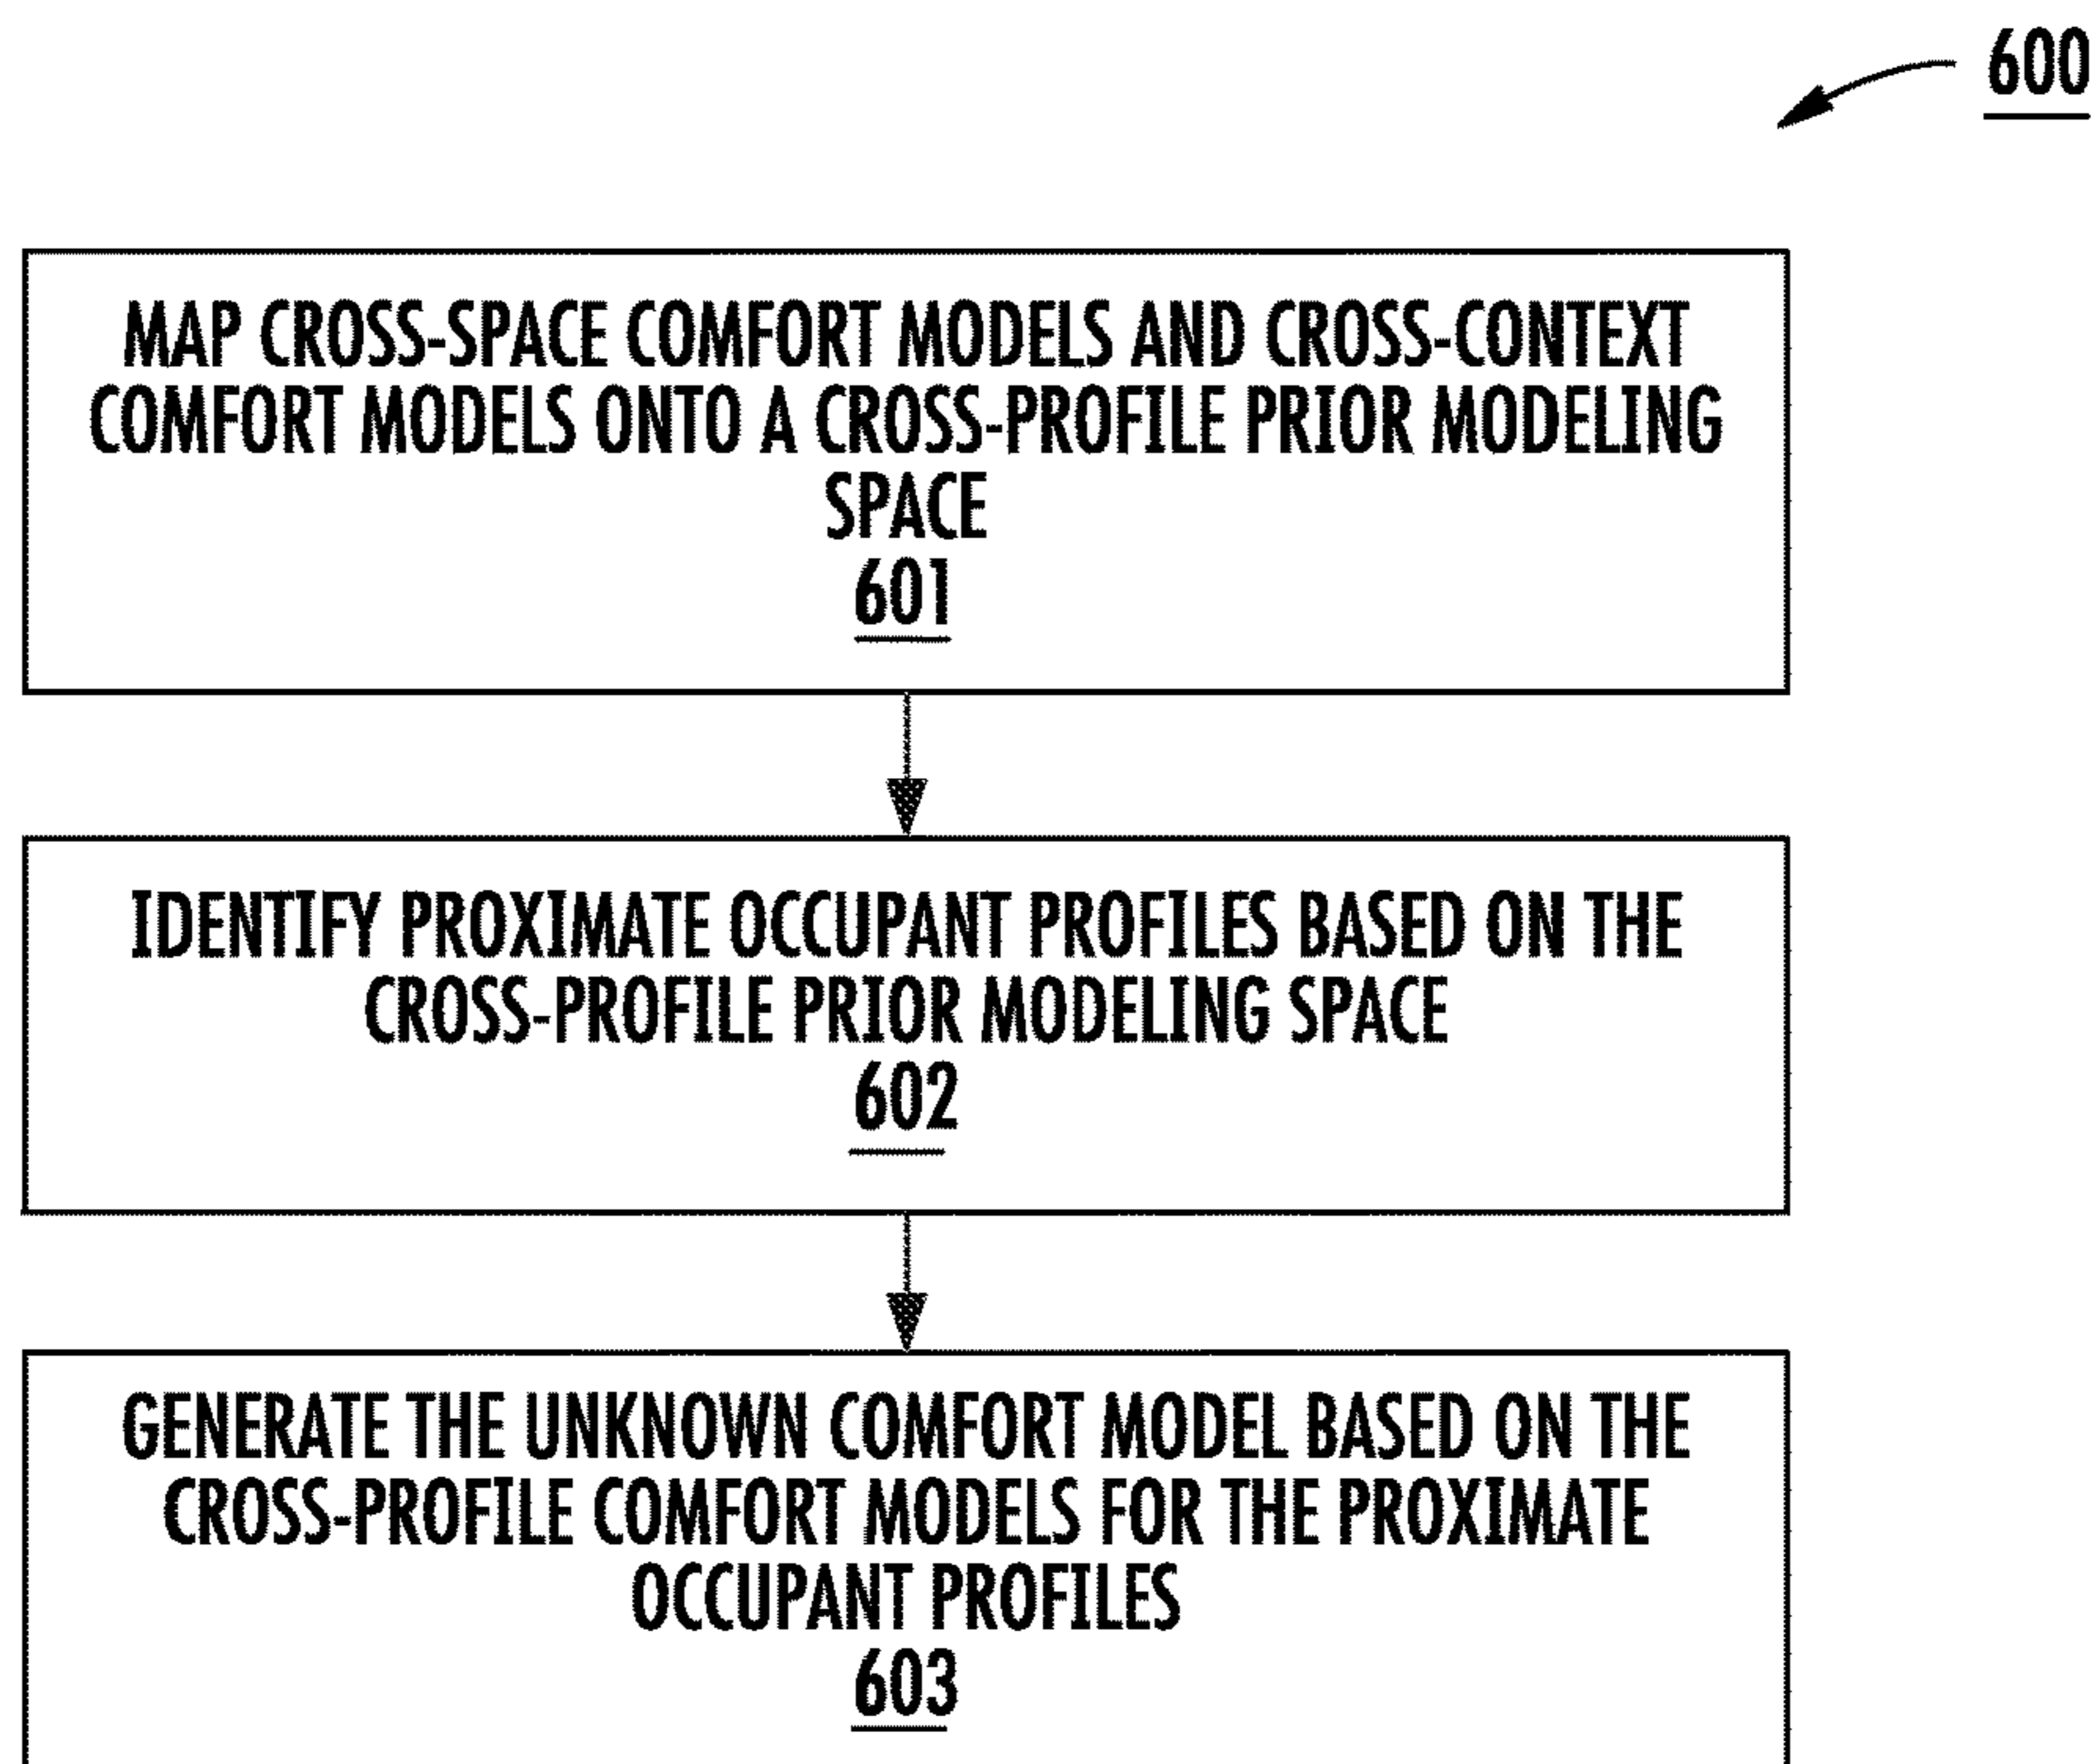 600
MAP CROSS-SPACE COMFORT MODELS AND CROSS-CONTEXT
COMFORT MODELS ONTO A CROSS-PROFILE PRIOR MODELING
SPACE
601
IDENTIFY PROXIMATE OCCUPANT PROFILES BASED ON THE
CROSS-PROFILE PRIOR MODELING SPACE
602
GENERATE THE UNKNOWN COMFORT MODEL BASED ON THE
CROSS-PROFILE COMFORT MODELS FOR THE PROXIMATE
OCCUPANT PROFILES
603